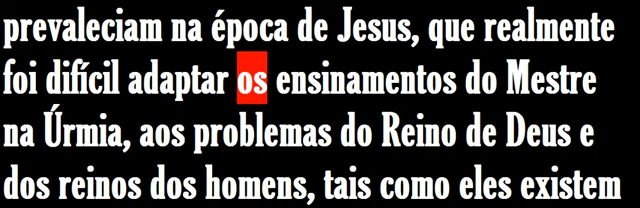 prevaleciam na época de Jesus, que realmente
foi difícil adaptar os ensinamentos do Mestre
na Úrmia, aos problemas do Reino de Deus e
dos reinos dos homens, tais como eles existem